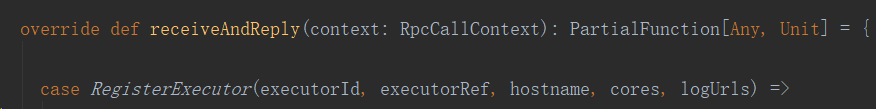 override def receiveAndReply(context: RpcCallContext): PartialFunction[Any, Unit] = {
case RegisterExecutor(executorId, executorRef, hostname, cores, logUrls) =>